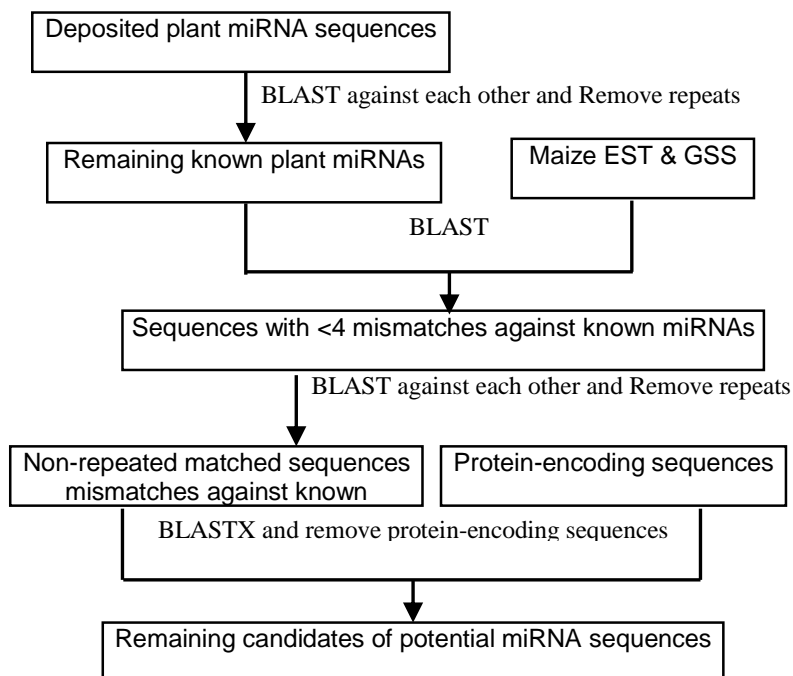 Deposited plant miRNA sequences
BLAST against each other and Remove repeats
Remaining known plant miRNAs
Maize EST & GSS
BLAST
Sequences with <4 mismatches against known miRNAs
BLAST against each other and Remove repeats
Non-repeated matched sequences
mismatches against known
Protein-encoding sequences
BLASTX and remove protein-encoding sequences
Remaining candidates of potential miRNA sequences